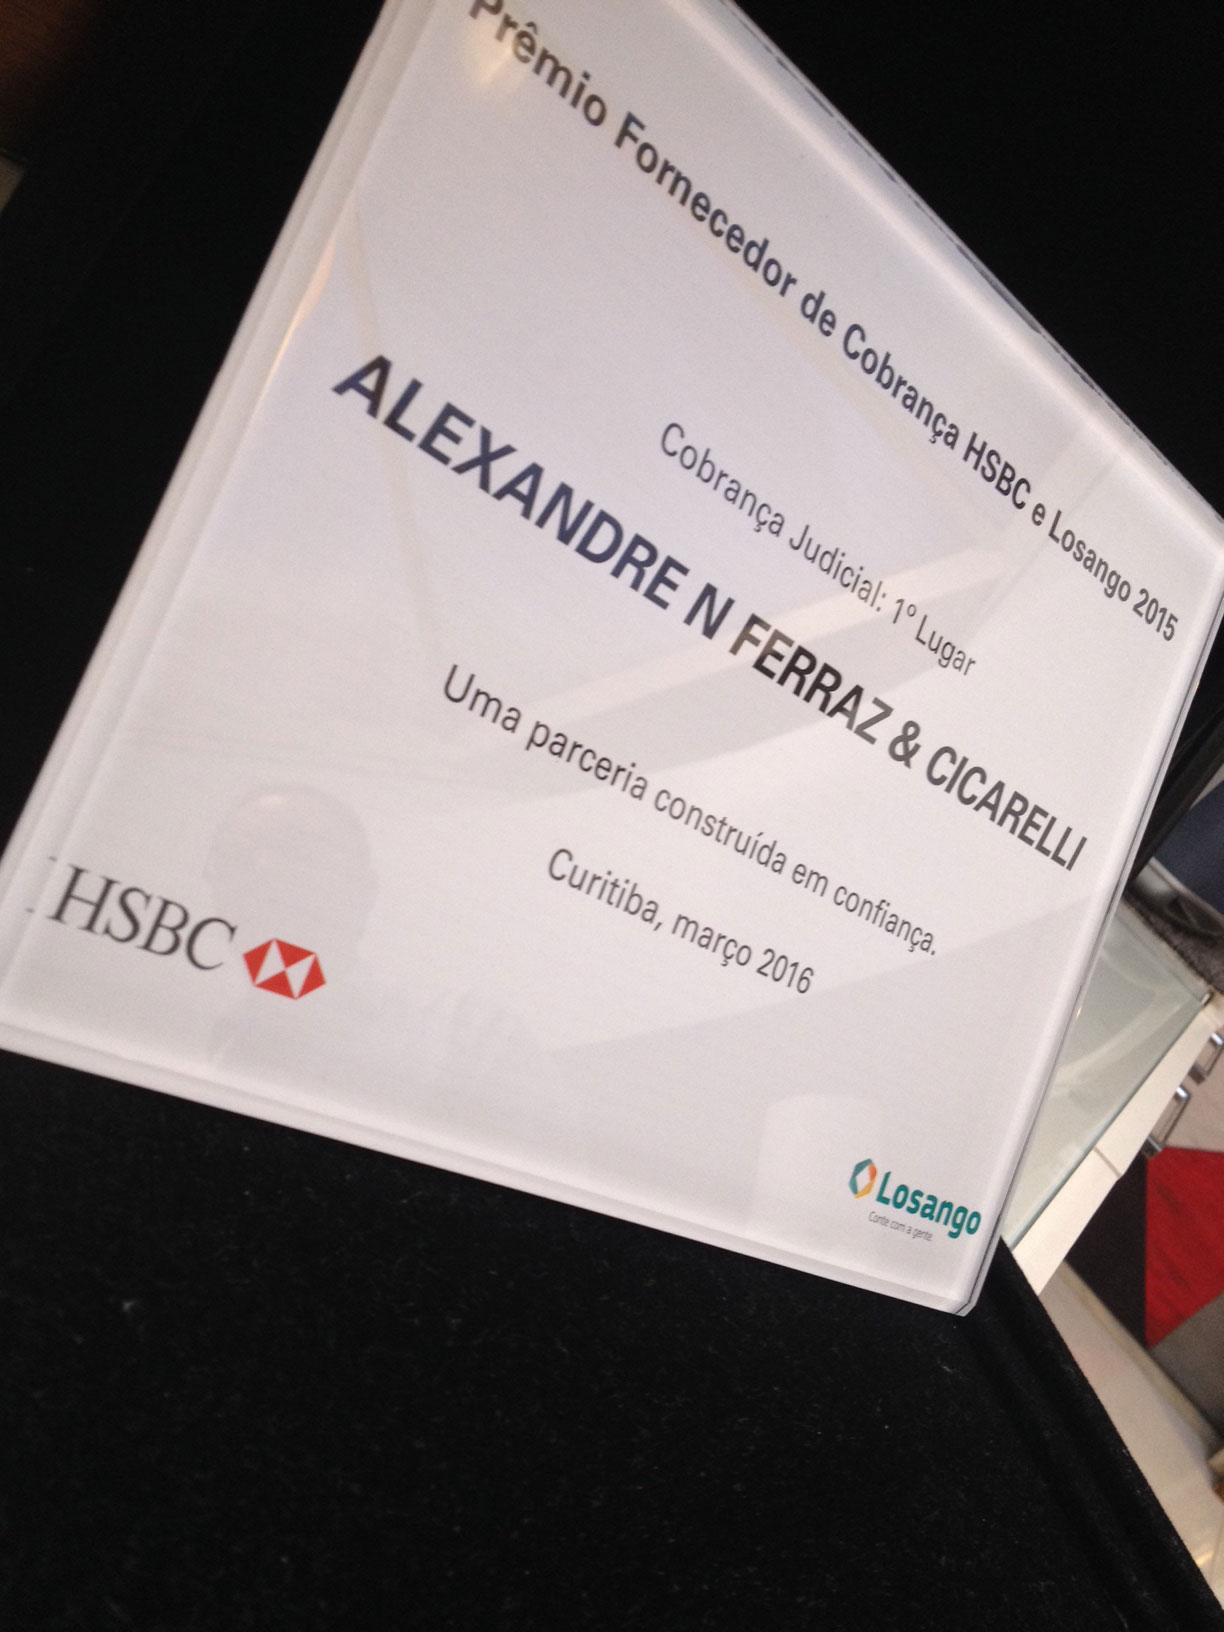 Prêmio Fornecedor de Cobrança HSBC e Losango 2015
Cobrança Judicial: 1º Lugar
ALEXANDRE N FERRAZ & CICARELLI
Uma parceria construída em confiança.
Curitiba, março 2016
HSBC
Losango
Conte com a gente.